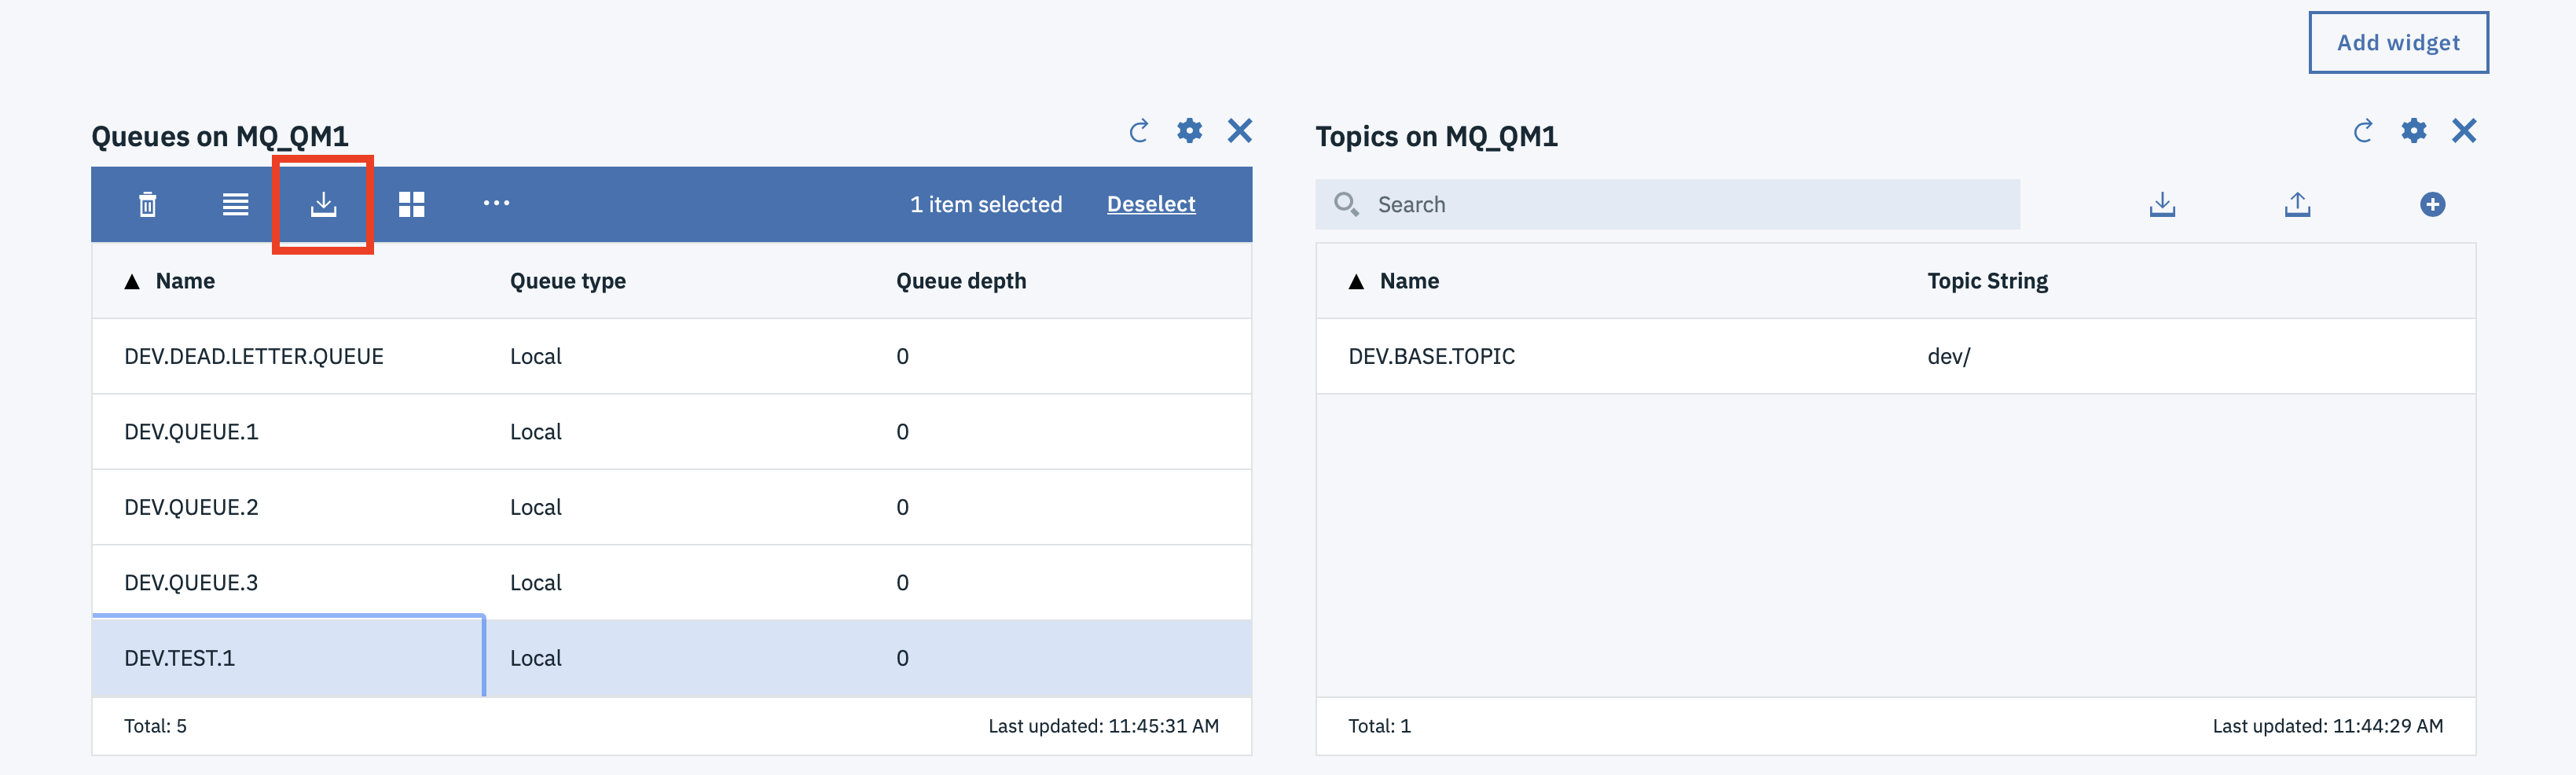 Add widget
Queues on MQ_QM1
1 item selected Deselect
Name Queue type Queue depth
DEV.DEAD.LETTER.QUEUE Local 0
DEV.QUEUE.1 Local 0
DEV.QUEUE.2 Local 0
DEV.QUEUE.3 Local 0
DEV.TEST.1 Local 0
Total: 5 Last updated: 11:45:31 AM
Topics on MQ_QM1
Search
Name Topic String
DEV.BASE.TOPIC dev/
Total: 1 Last updated: 11:44:29 AM